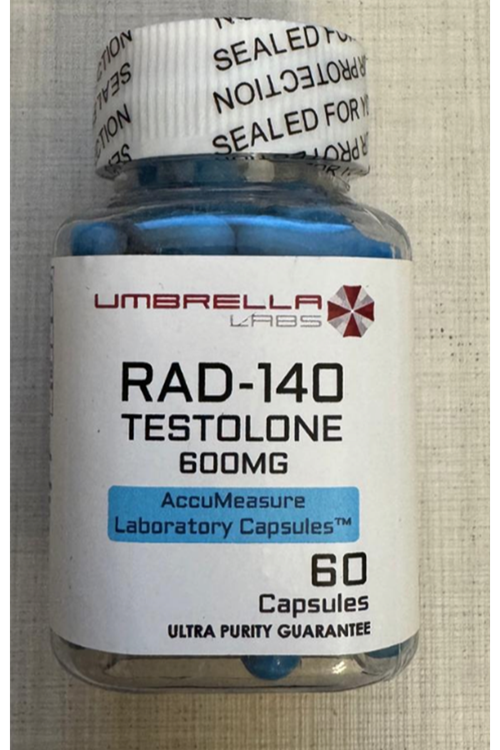 SEALED FOR
NOITCETORP
SEALED FOR
UMBRELLA
LABS
RAD-140
TESTOLONE
600MG
AccuMeasure
Laboratory Capsules™
60
Capsules
ULTRA PURITY GUARANTEE